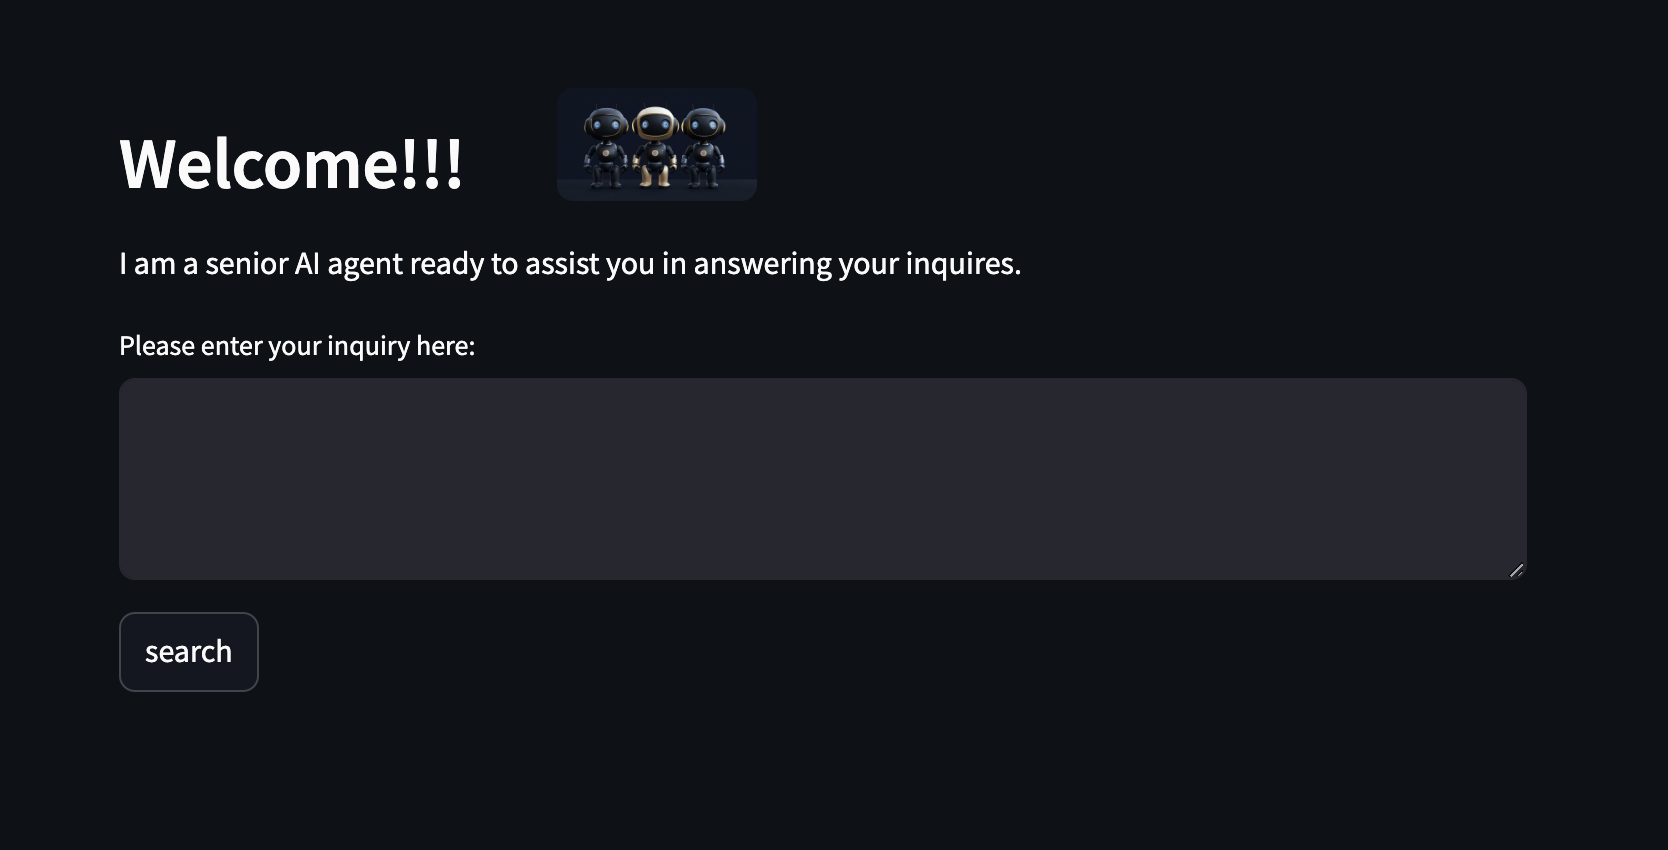 Welcome!!!
I am a senior AI agent ready to assist you in answering your inquires.
Please enter your inquiry here:
search